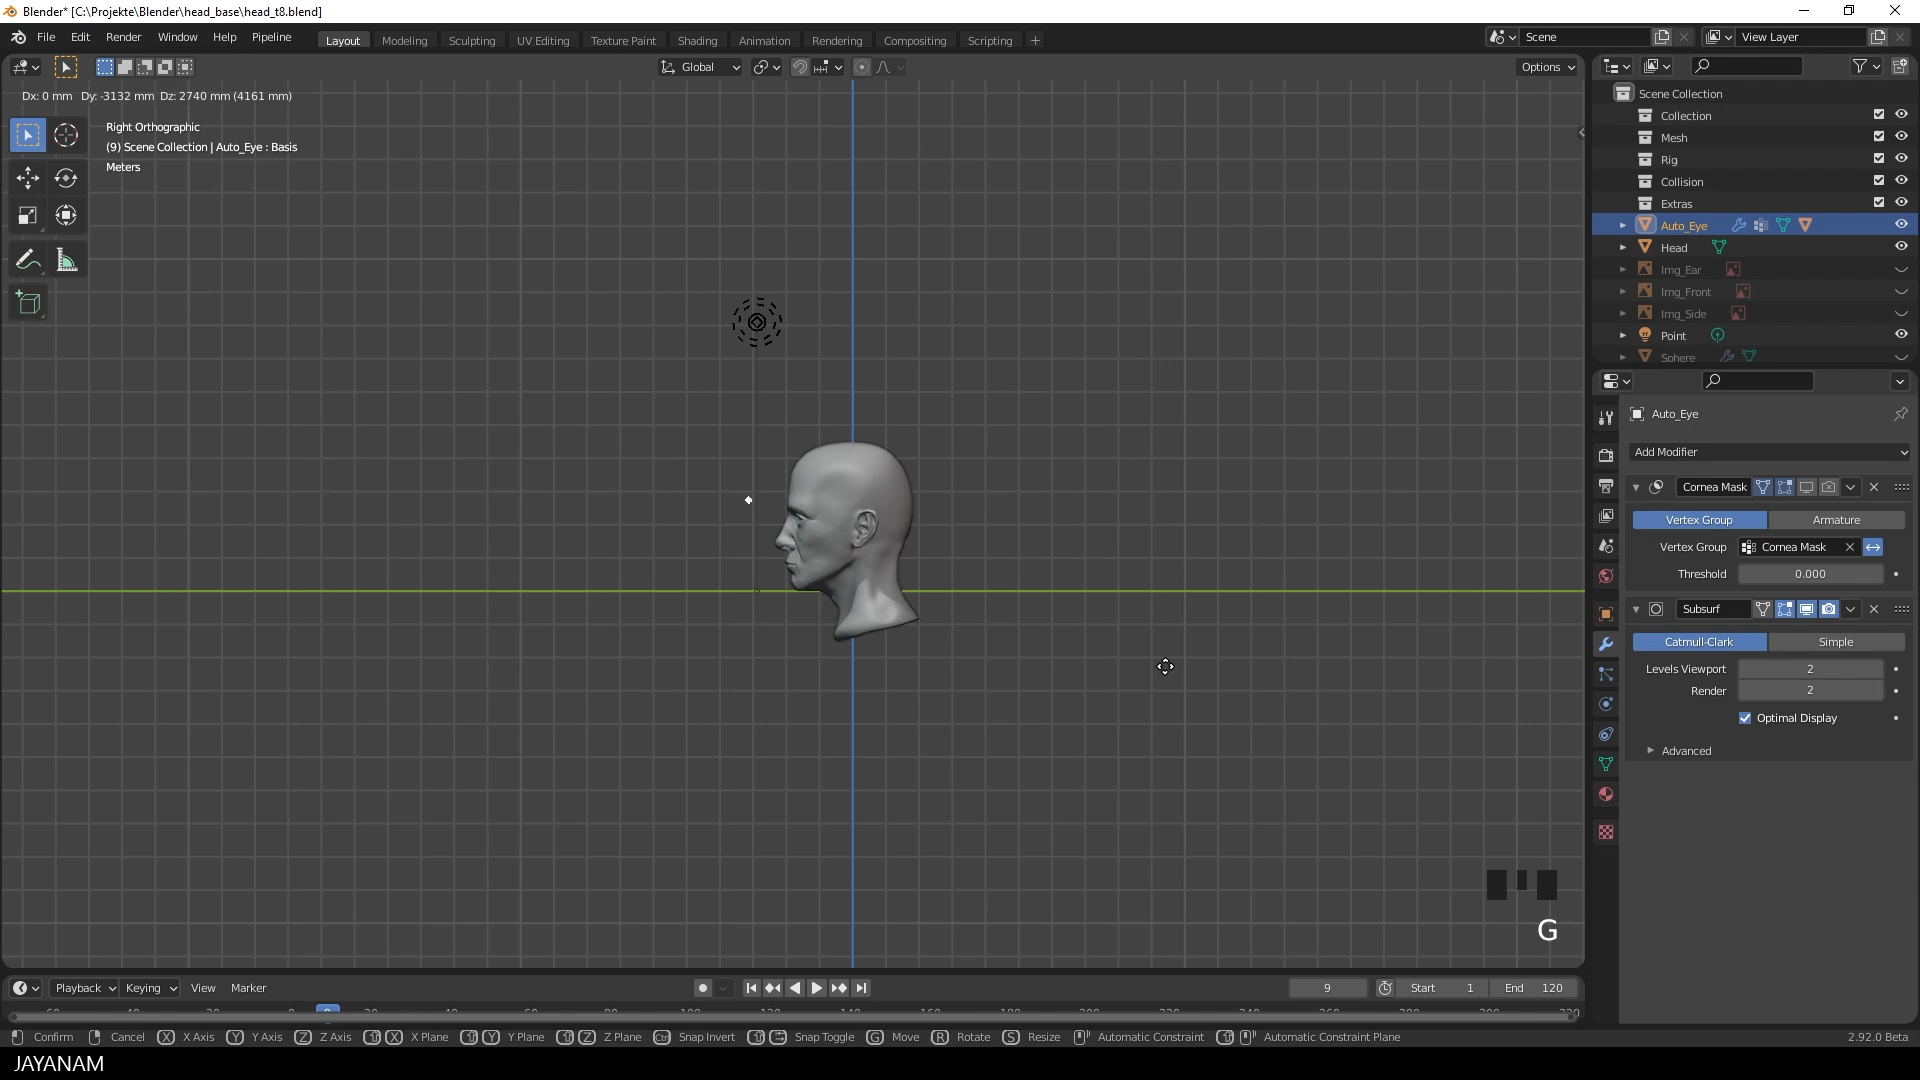 Blender* [C:\Projekte\Blender\head_base\head_t8.blend]
File Edit Render Window Help Pipeline
Layout Modeling Sculpting UV Editing Texture Paint Shading Animation Rendering Compositing Scripting +
Scene
View Layer
Global
Options
Dx: 0 mm Dy: -3132 mm Dz: 2740 mm (4161 mm)
Right Orthographic
(9) Scene Collection | Auto_Eye : Basis
Meters
Scene Collection
Collection
Mesh
Rig
Collision
Extras
Auto_Eye
Head
Img_Ear
Img_Front
Img_Side
Point
Sphere
Auto_Eye
Add Modifier
Cornea Mask
Vertex Group Armature
Vertex Group Cornea Mask
Threshold 0.000
Subsurf
Catmull-Clark Simple
Levels Viewport 2
Render 2
Optimal Display
Advanced
G
Playback Keying View Marker
9 Start 1 End 120
Confirm Cancel X X Axis Y Y Axis Z Z Axis X X Plane Y Y Plane Z Z Plane Ctrl Snap Invert Snap Toggle G Move R Rotate S Resize Automatic Constraint Automatic Constraint Plane 2.92.0 Beta
JAYANAM